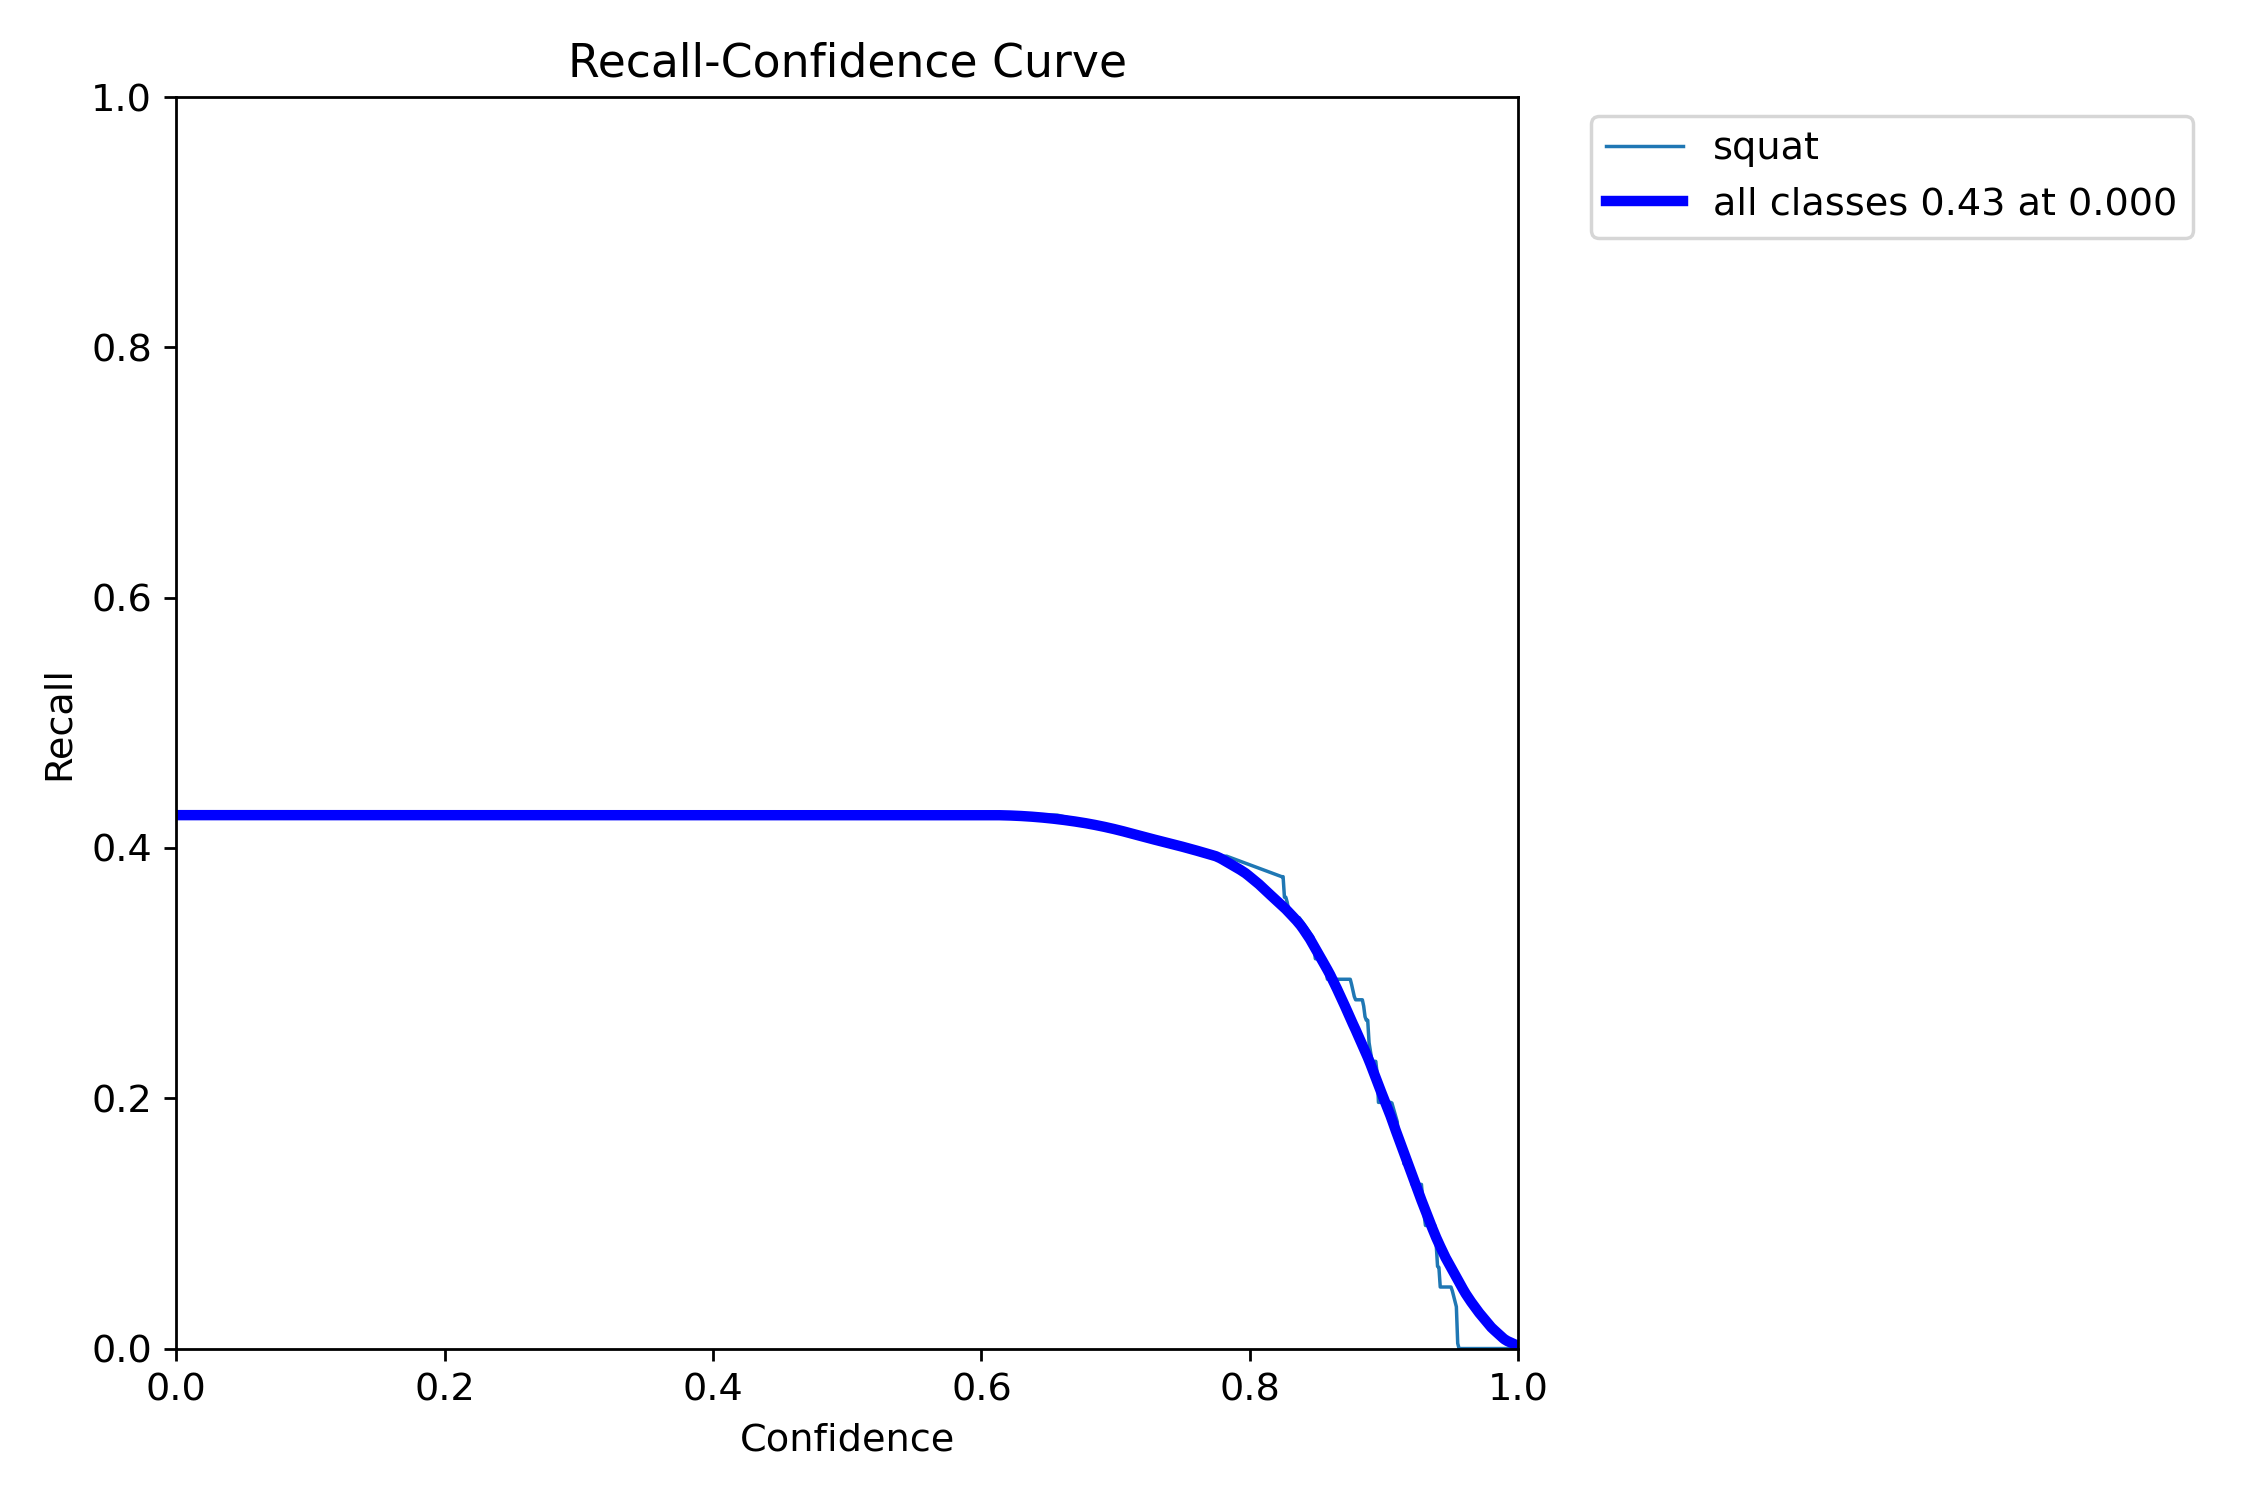 Recall-Confidence Curve
1.0
0.8
0.6
0.4
0.2
0.0
Recall
0.0 0.2 0.4 0.6 0.8 1.0
Confidence
squat
all classes 0.43 at 0.000